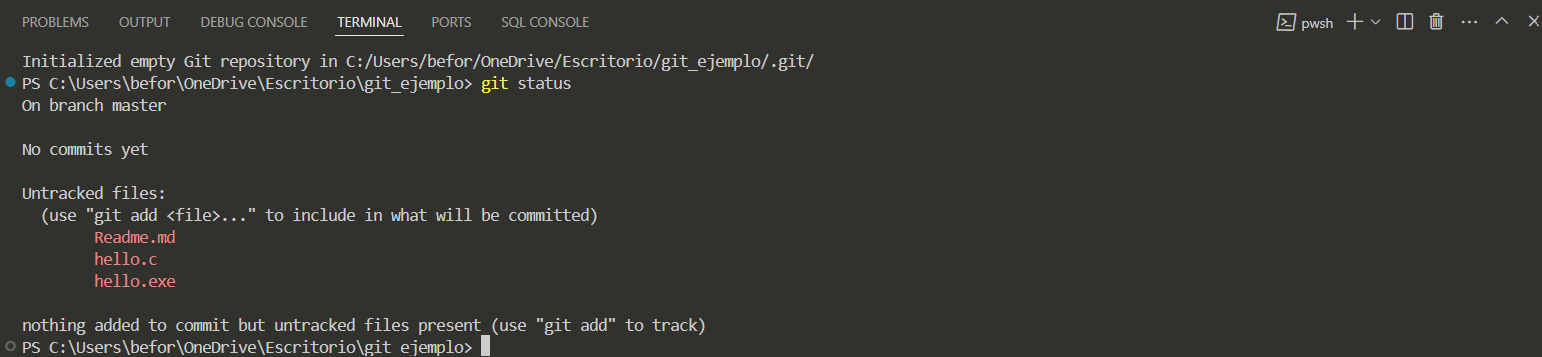 PROBLEMS OUTPUT DEBUG CONSOLE TERMINAL PORTS SQL CONSOLE pwsh
Initialized empty Git repository in C:/Users/befor/OneDrive/Escritorio/git_ejemplo/.git/
PS C:\Users\befor\OneDrive\Escritorio\git_ejemplo> git status
On branch master
No commits yet
Untracked files:
(use "git add <file>..." to include in what will be committed)
Readme.md
hello.c
hello.exe
nothing added to commit but untracked files present (use "git add" to track)
PS C:\Users\befor\OneDrive\Escritorio\git_ejemplo>